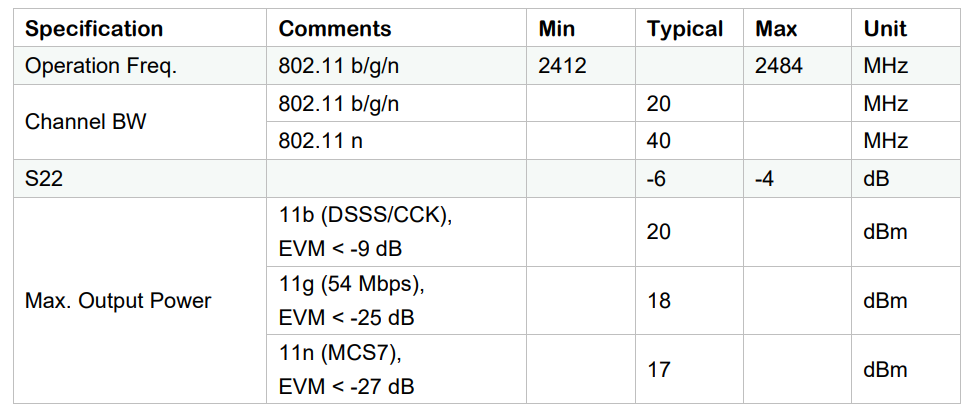 Specification Comments Min Typical Max Unit
Operation Freq. 802.11 b/g/n 2412 2484 MHz
Channel BW
802.11 b/g/n 20 MHz
802.11 n 40 MHz
S22 -6 -4 dB
Max. Output Power
11b (DSSS/CCK),
EVM < -9 dB
20 dBm
11g (54 Mbps),
EVM < -25 dB
18 dBm
11n (MCS7),
EVM < -27 dB
17 dBm